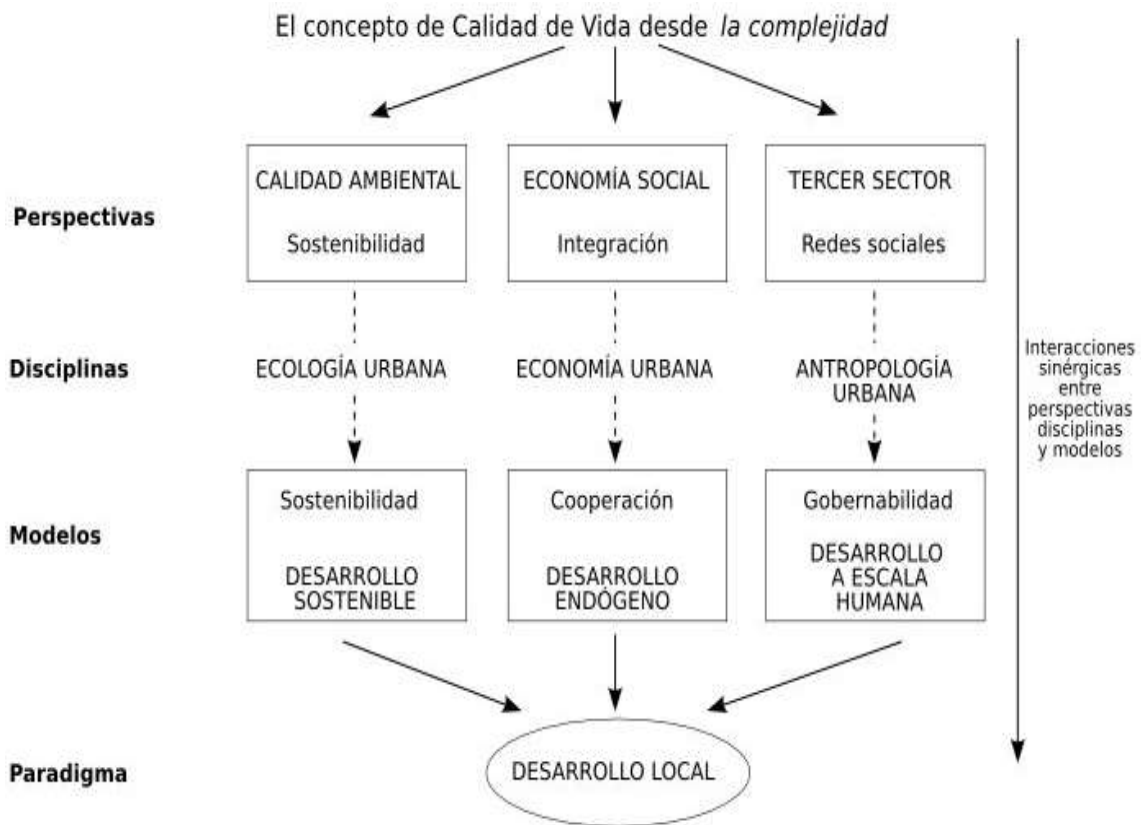 El concepto de Calidad de Vida desde la complejidad
Perspectivas
CALIDAD AMBIENTAL
Sostenibilidad
ECONOMÍA SOCIAL
Integración
TERCER SECTOR
Redes sociales
Disciplinas
ECOLOGÍA URBANA
ECONOMÍA URBANA
ANTROPOLOGÍA
URBANA
Modelos
Sostenibilidad
DESARROLLO
SOSTENIBLE
Cooperación
DESARROLLO
ENDÓGENO
Gobernabilidad
DESARROLLO
A ESCALA
HUMANA
Paradigma
DESARROLLO LOCAL
Interacciones
sinérgicas
entre
perspectivas
disciplinas
y modelos